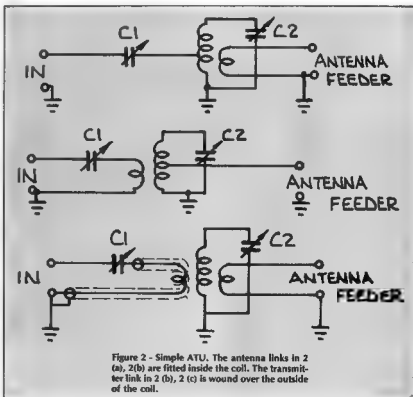 C1
C2
IN
ANTENNA
FEEDER
C1
C2
IN
ANTENNA
FEEDER
C1
C2
IN
ANTENNA
FEEDER
Figure 2 - Simple ATU. The antenna links in 2
(a), 2(b) are fitted inside the coil. The transmit-
ter link in 2 (b), 2 (c) is wound over the outside
of the coil.